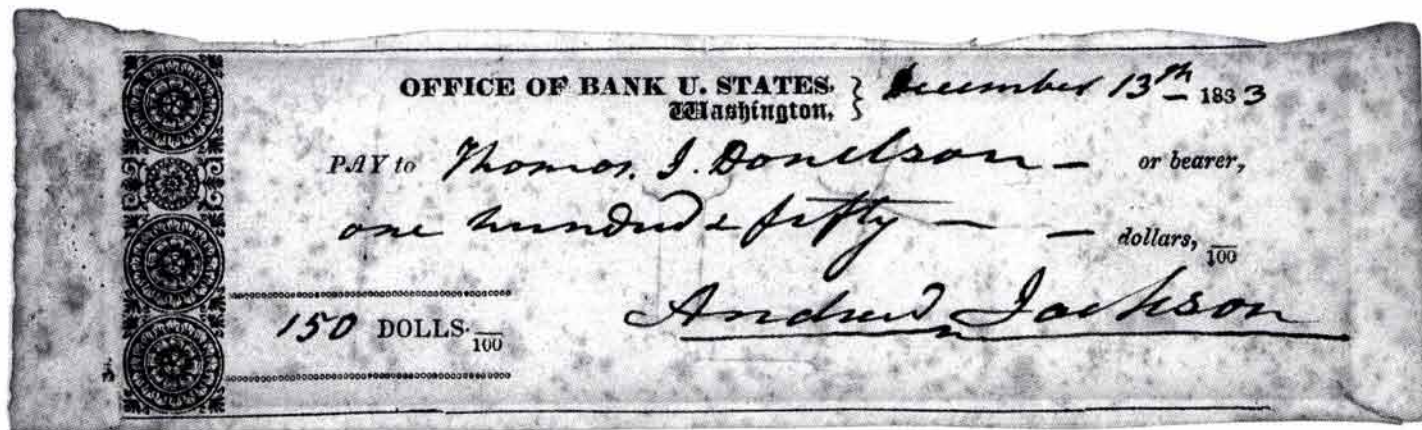 OFFICE OF BANK U. STATES. } December 13th 1833
Washington,
PAY to Thomas. J. Donelson — or bearer,
one hundred & fifty — — dollars, /100
150 DOLLS. /100
Andrew Jackson